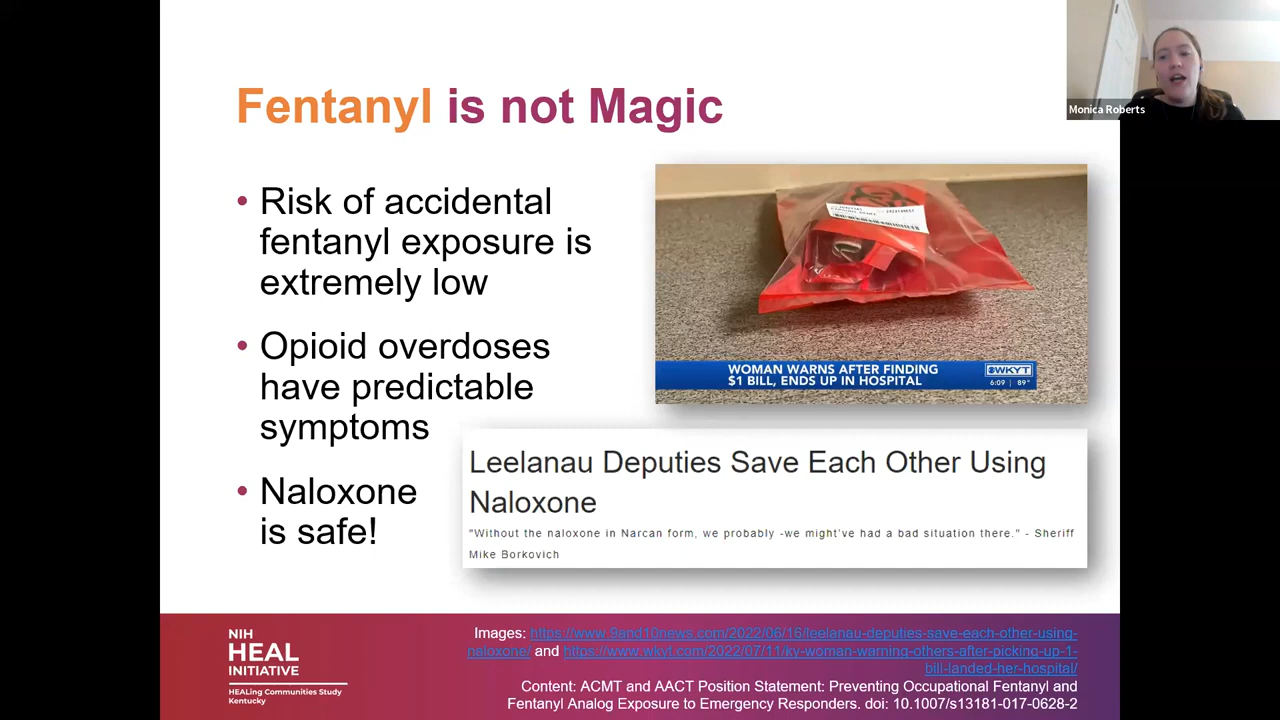 Monica Roberts
Fentanyl is not Magic
• Risk of accidental
fentanyl exposure is
extremely low
• Opioid overdoses
have predictable
symptoms
• Naloxone
is safe!
WOMAN WARNS AFTER FINDING
$1 BILL, ENDS UP IN HOSPITAL
WKYT
6:09 | 89°
Leelanau Deputies Save Each Other Using
Naloxone
"Without the naloxone in Narcan form, we probably -we might've had a bad situation there." - Sheriff
Mike Borkovich
NIH
HEAL
INITIATIVE
HEALing Communities Study
Kentucky
Images: https://www.9and10news.com/2022/06/16/leelanau-deputies-save-each-other-using-
naloxone/ and https://www.wkyt.com/2022/07/11/ky-woman-warning-others-after-picking-up-1-
bill-landed-her-hospital/
Content: ACMT and AACT Position Statement: Preventing Occupational Fentanyl and
Fentanyl Analog Exposure to Emergency Responders. doi: 10.1007/s13181-017-0628-2